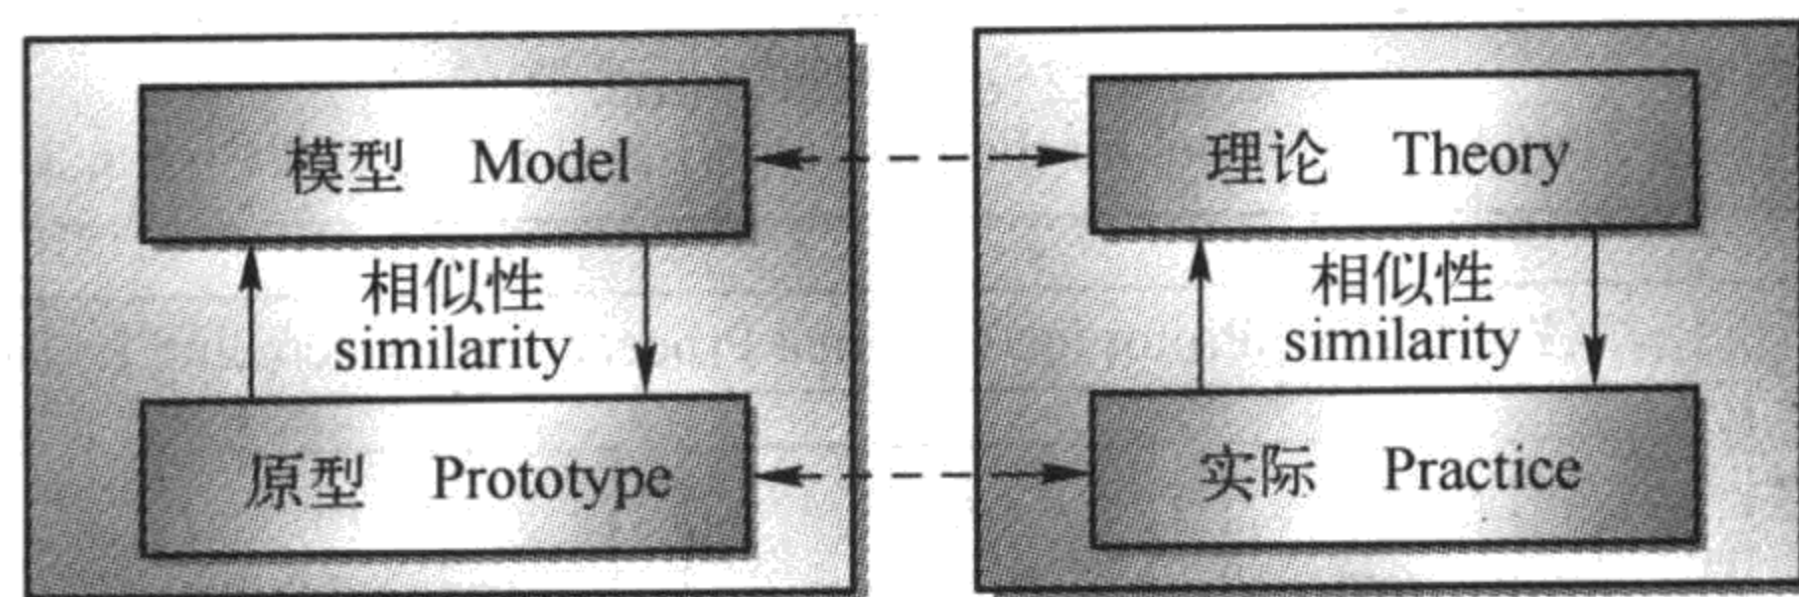 模型 Model
相似性
similarity
原型 Prototype
理论 Theory
相似性
similarity
实际 Practice